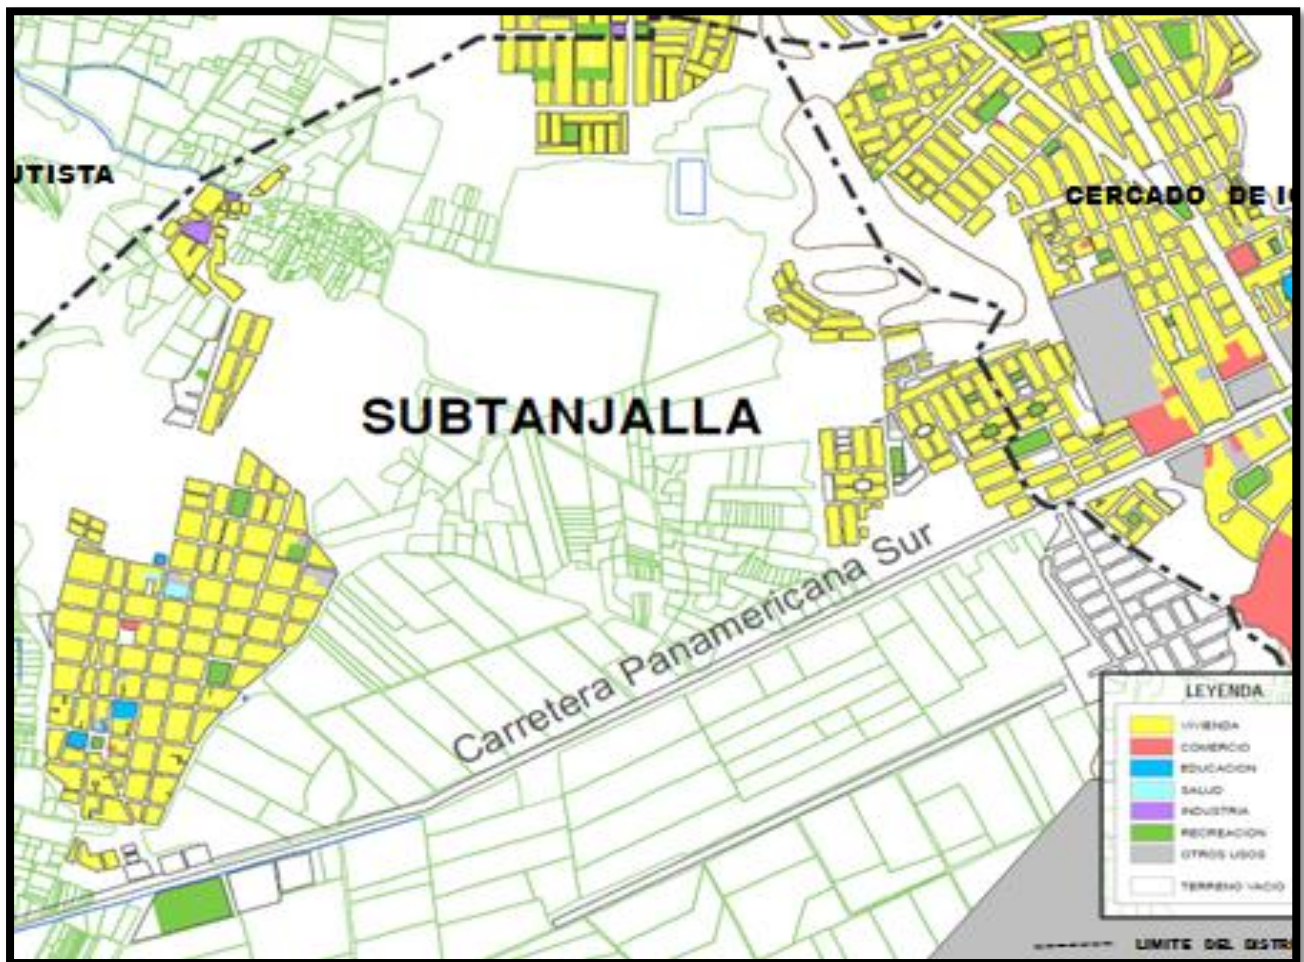 UTISTA
CERCADO DE I
SUBTANJALLA
Carretera Panamericana Sur
LEYENDA
VIVIENDA
COMERCIO
EDUCACION
SALUD
INDUSTRIA
RECREACION
OTROS USOS
TERRENO VACIO
LIMITE DEL DISTR